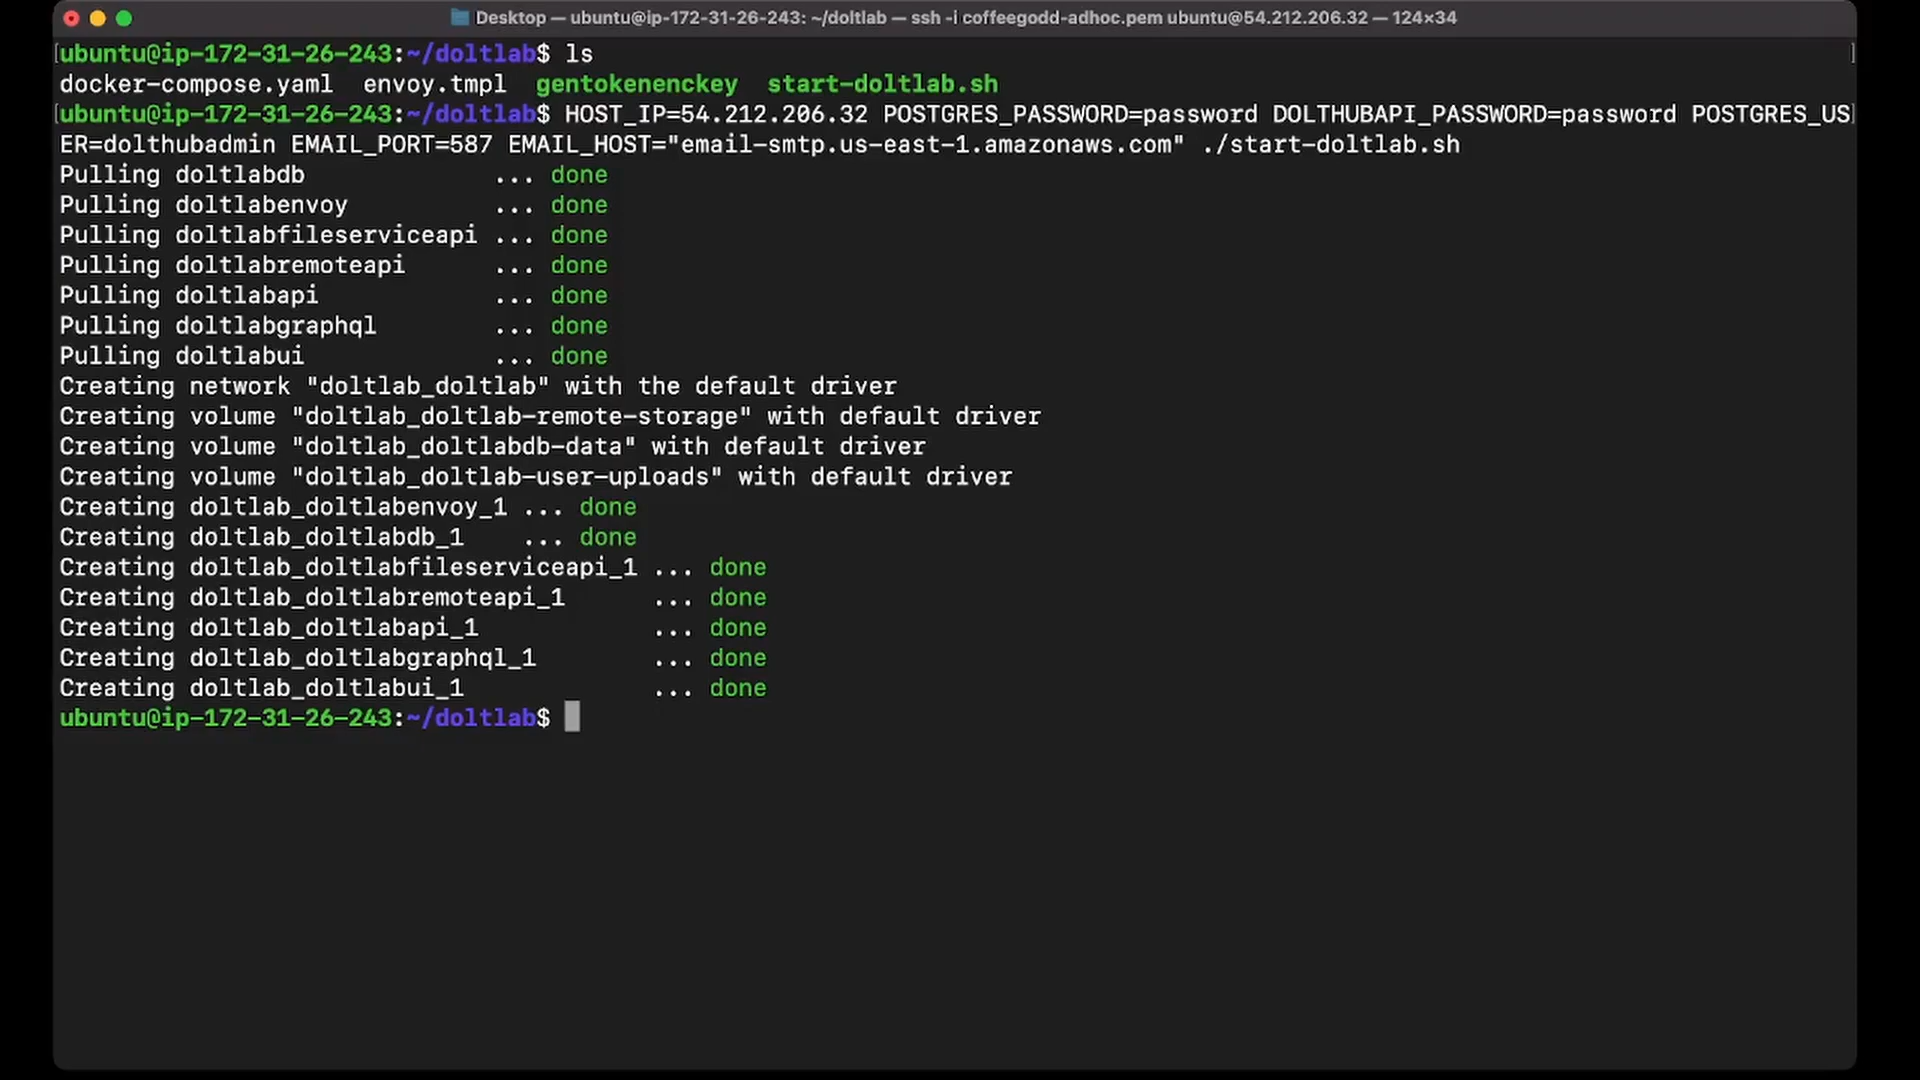 Desktop — ubuntu@ip-172-31-26-243: ~/doltlab — ssh -i coffeegodd-adhoc.pem ubuntu@54.212.206.32 — 124×34
[ubuntu@ip-172-31-26-243:~/doltlab$ ls ]
docker-compose.yaml  envoy.tmpl  gentokenenckey  start-doltlab.sh
[ubuntu@ip-172-31-26-243:~/doltlab$ HOST_IP=54.212.206.32 POSTGRES_PASSWORD=password DOLTHUBAPI_PASSWORD=password POSTGRES_US]
ER=dolthubadmin EMAIL_PORT=587 EMAIL_HOST="email-smtp.us-east-1.amazonaws.com" ./start-doltlab.sh
Pulling doltlabdb             ... done
Pulling doltlabenvoy          ... done
Pulling doltlabfileserviceapi ... done
Pulling doltlabremoteapi      ... done
Pulling doltlabapi            ... done
Pulling doltlabgraphql        ... done
Pulling doltlabui             ... done
Creating network "doltlab_doltlab" with the default driver
Creating volume "doltlab_doltlab-remote-storage" with default driver
Creating volume "doltlab_doltlabdb-data" with default driver
Creating volume "doltlab_doltlab-user-uploads" with default driver
Creating doltlab_doltlabenvoy_1 ... done
Creating doltlab_doltlabdb_1    ... done
Creating doltlab_doltlabfileserviceapi_1 ... done
Creating doltlab_doltlabremoteapi_1      ... done
Creating doltlab_doltlabapi_1            ... done
Creating doltlab_doltlabgraphql_1        ... done
Creating doltlab_doltlabui_1             ... done
ubuntu@ip-172-31-26-243:~/doltlab$